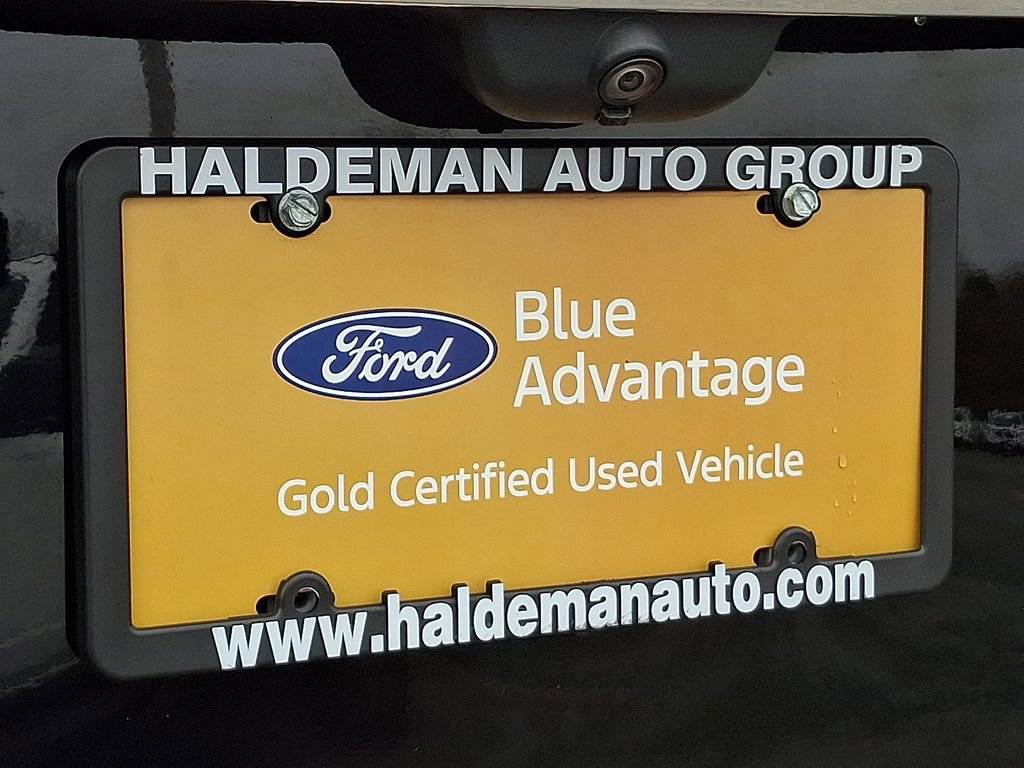 HALDEMAN AUTO GROUP
Ford
Blue
Advantage
Gold Certified Used Vehicle
www.haldemanauto.com